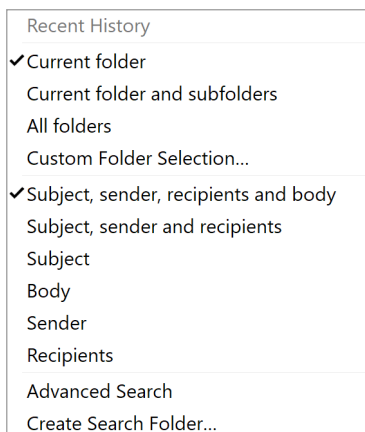 Recent History
Current folder
Current folder and subfolders
All folders
Custom Folder Selection...
Subject, sender, recipients and body
Subject, sender and recipients
Subject
Body
Sender
Recipients
Advanced Search
Create Search Folder...